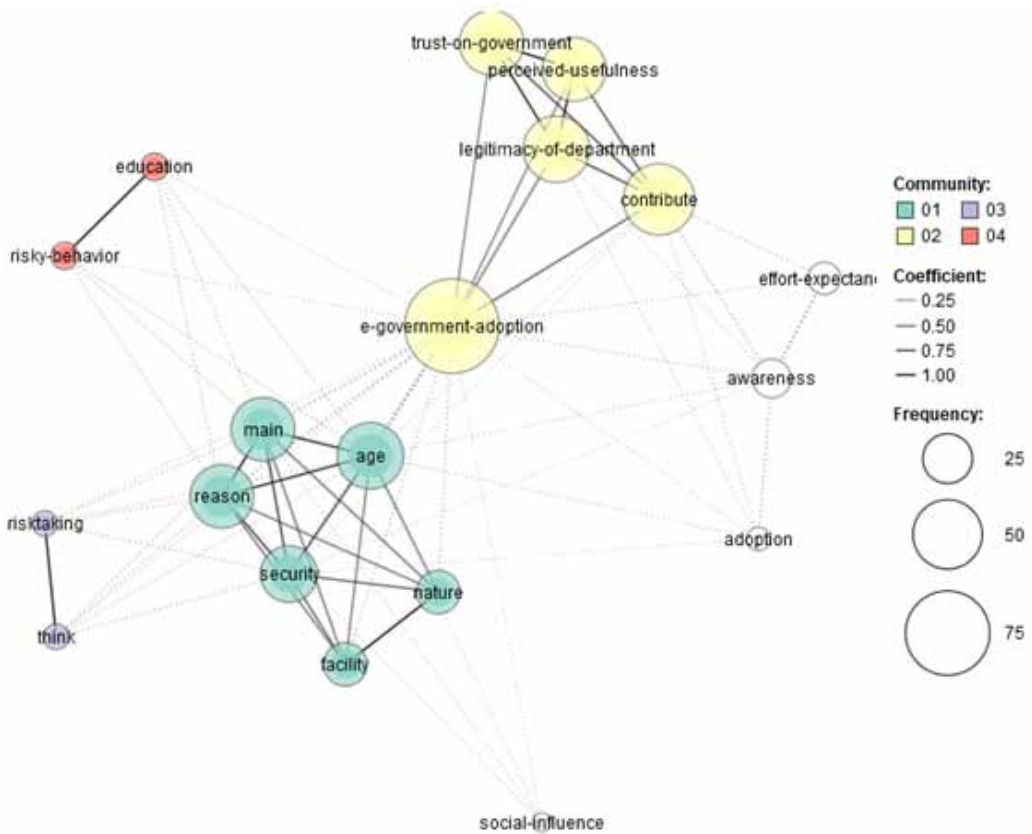 trust-on-government
perceived-usefulness
legitimacy-of-department
education
contribute
risky-behavior
effort-expectan
e-government-adoption
awareness
main
age
reason
risktaking
adoption
security
nature
think
facility
social-influence
Community:
01 03
02 04
Coefficient:
0.25
0.50
0.75
1.00
Frequency:
25
50
75